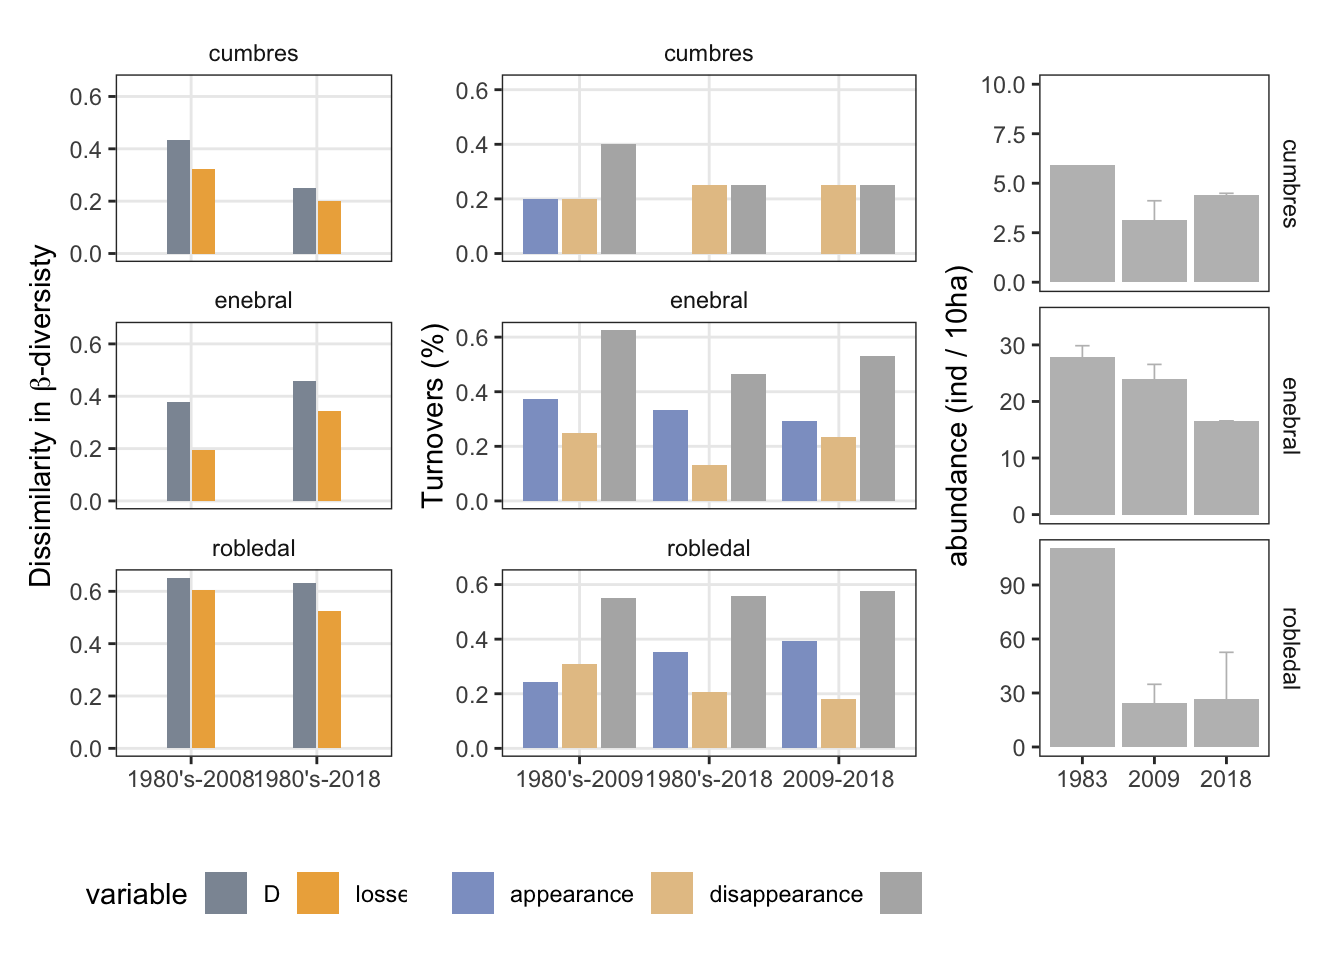 Dissimilarity in β-diversisty
cumbres
0.6
0.4
0.2
0.0
enebral
0.6
0.4
0.2
0.0
robledal
0.6
0.4
0.2
0.0
1980's-2008 1980's-2018
Turnovers (%)
cumbres
0.6
0.4
0.2
0.0
enebral
0.6
0.4
0.2
0.0
robledal
0.6
0.4
0.2
0.0
1980's-2009 1980's-2018 2009-2018
abundance (ind / 10ha)
10.0
7.5
5.0
2.5
0.0
cumbres
30
20
10
0
enebral
90
60
30
0
robledal
1983 2009 2018
variable D losse
appearance disappearance